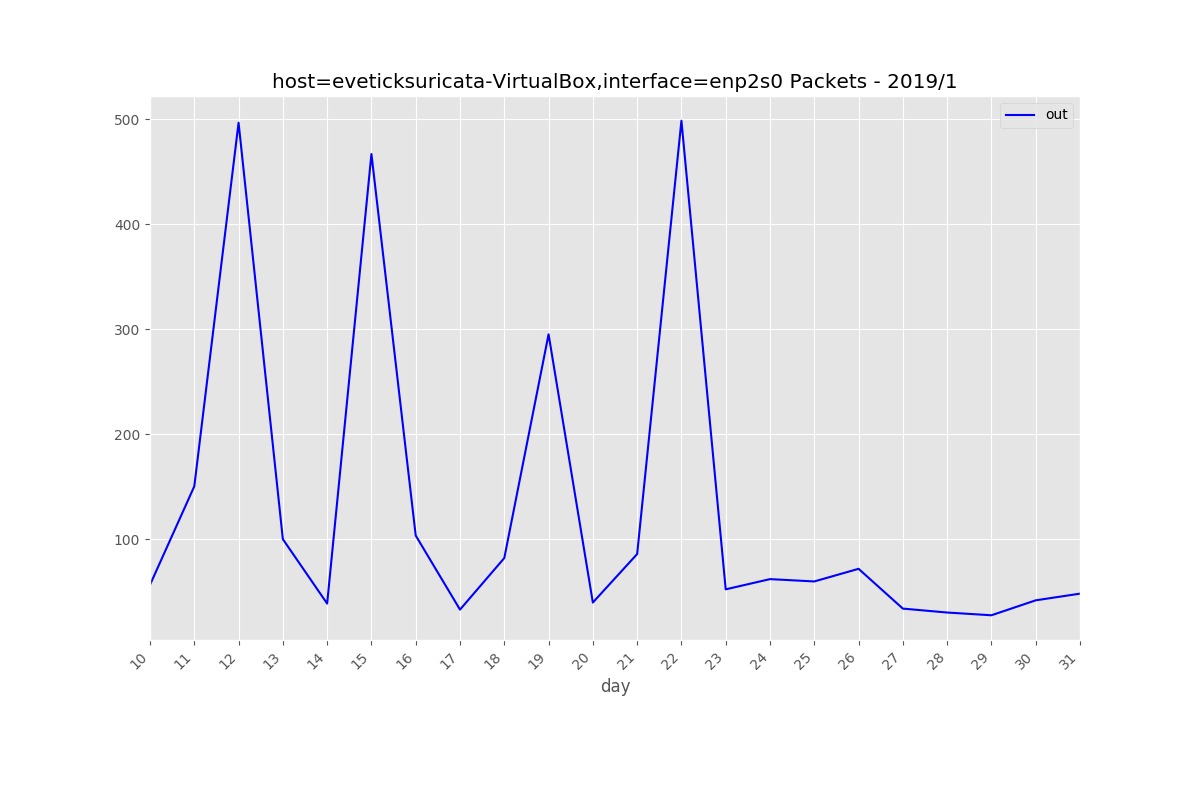 host=eveticksuricata-VirtualBox,interface=enp2s0 Packets - 2019/1
out
500
400
300
200
100
10 11 12 13 14 15 16 17 18 19 20 21 22 23 24 25 26 27 28 29 30 31
day